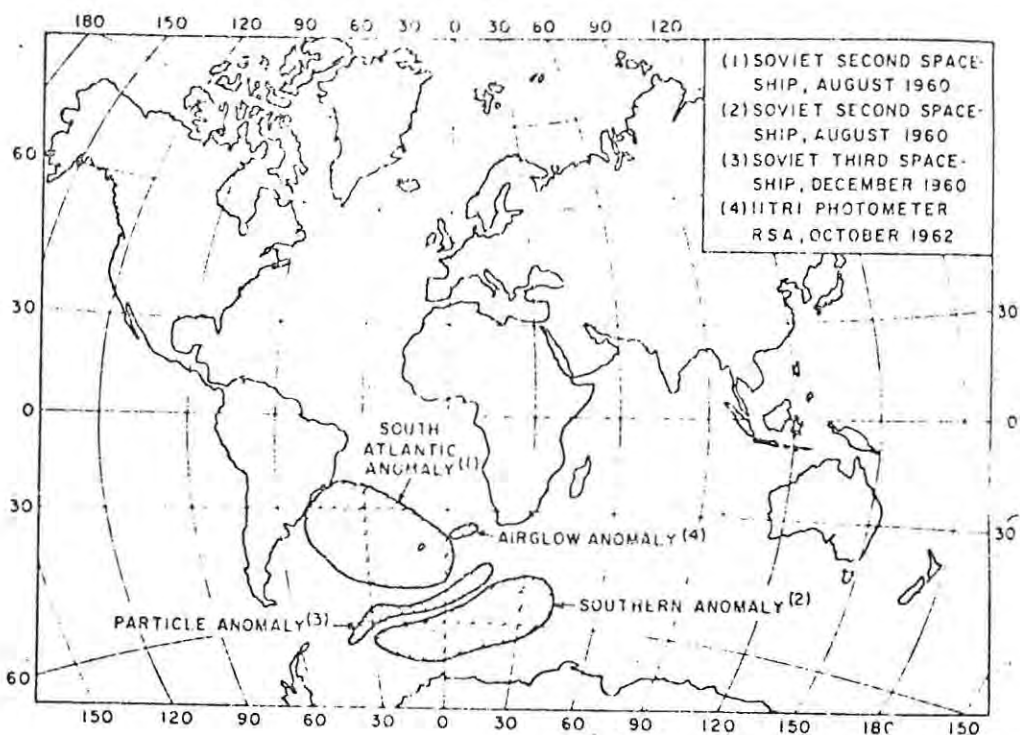 180 150 120 90 60 30 0 30 60 90 120
(1) SOVIET SECOND SPACE-
SHIP, AUGUST 1960
(2) SOVIET SECOND SPACE-
SHIP, AUGUST 1960
(3) SOVIET THIRD SPACE-
SHIP, DECEMBER 1960
(4) IITRI PHOTOMETER
RSA, OCTOBER 1962
60
30 30
0 0
SOUTH
ATLANTIC
ANOMALY(1)
30 30
AIRGLOW ANOMALY(4)
SOUTHERN ANOMALY(2)
PARTICLE ANOMALY(3)
60
150 120 90 60 30 0 30 60 90 120 150 180 150